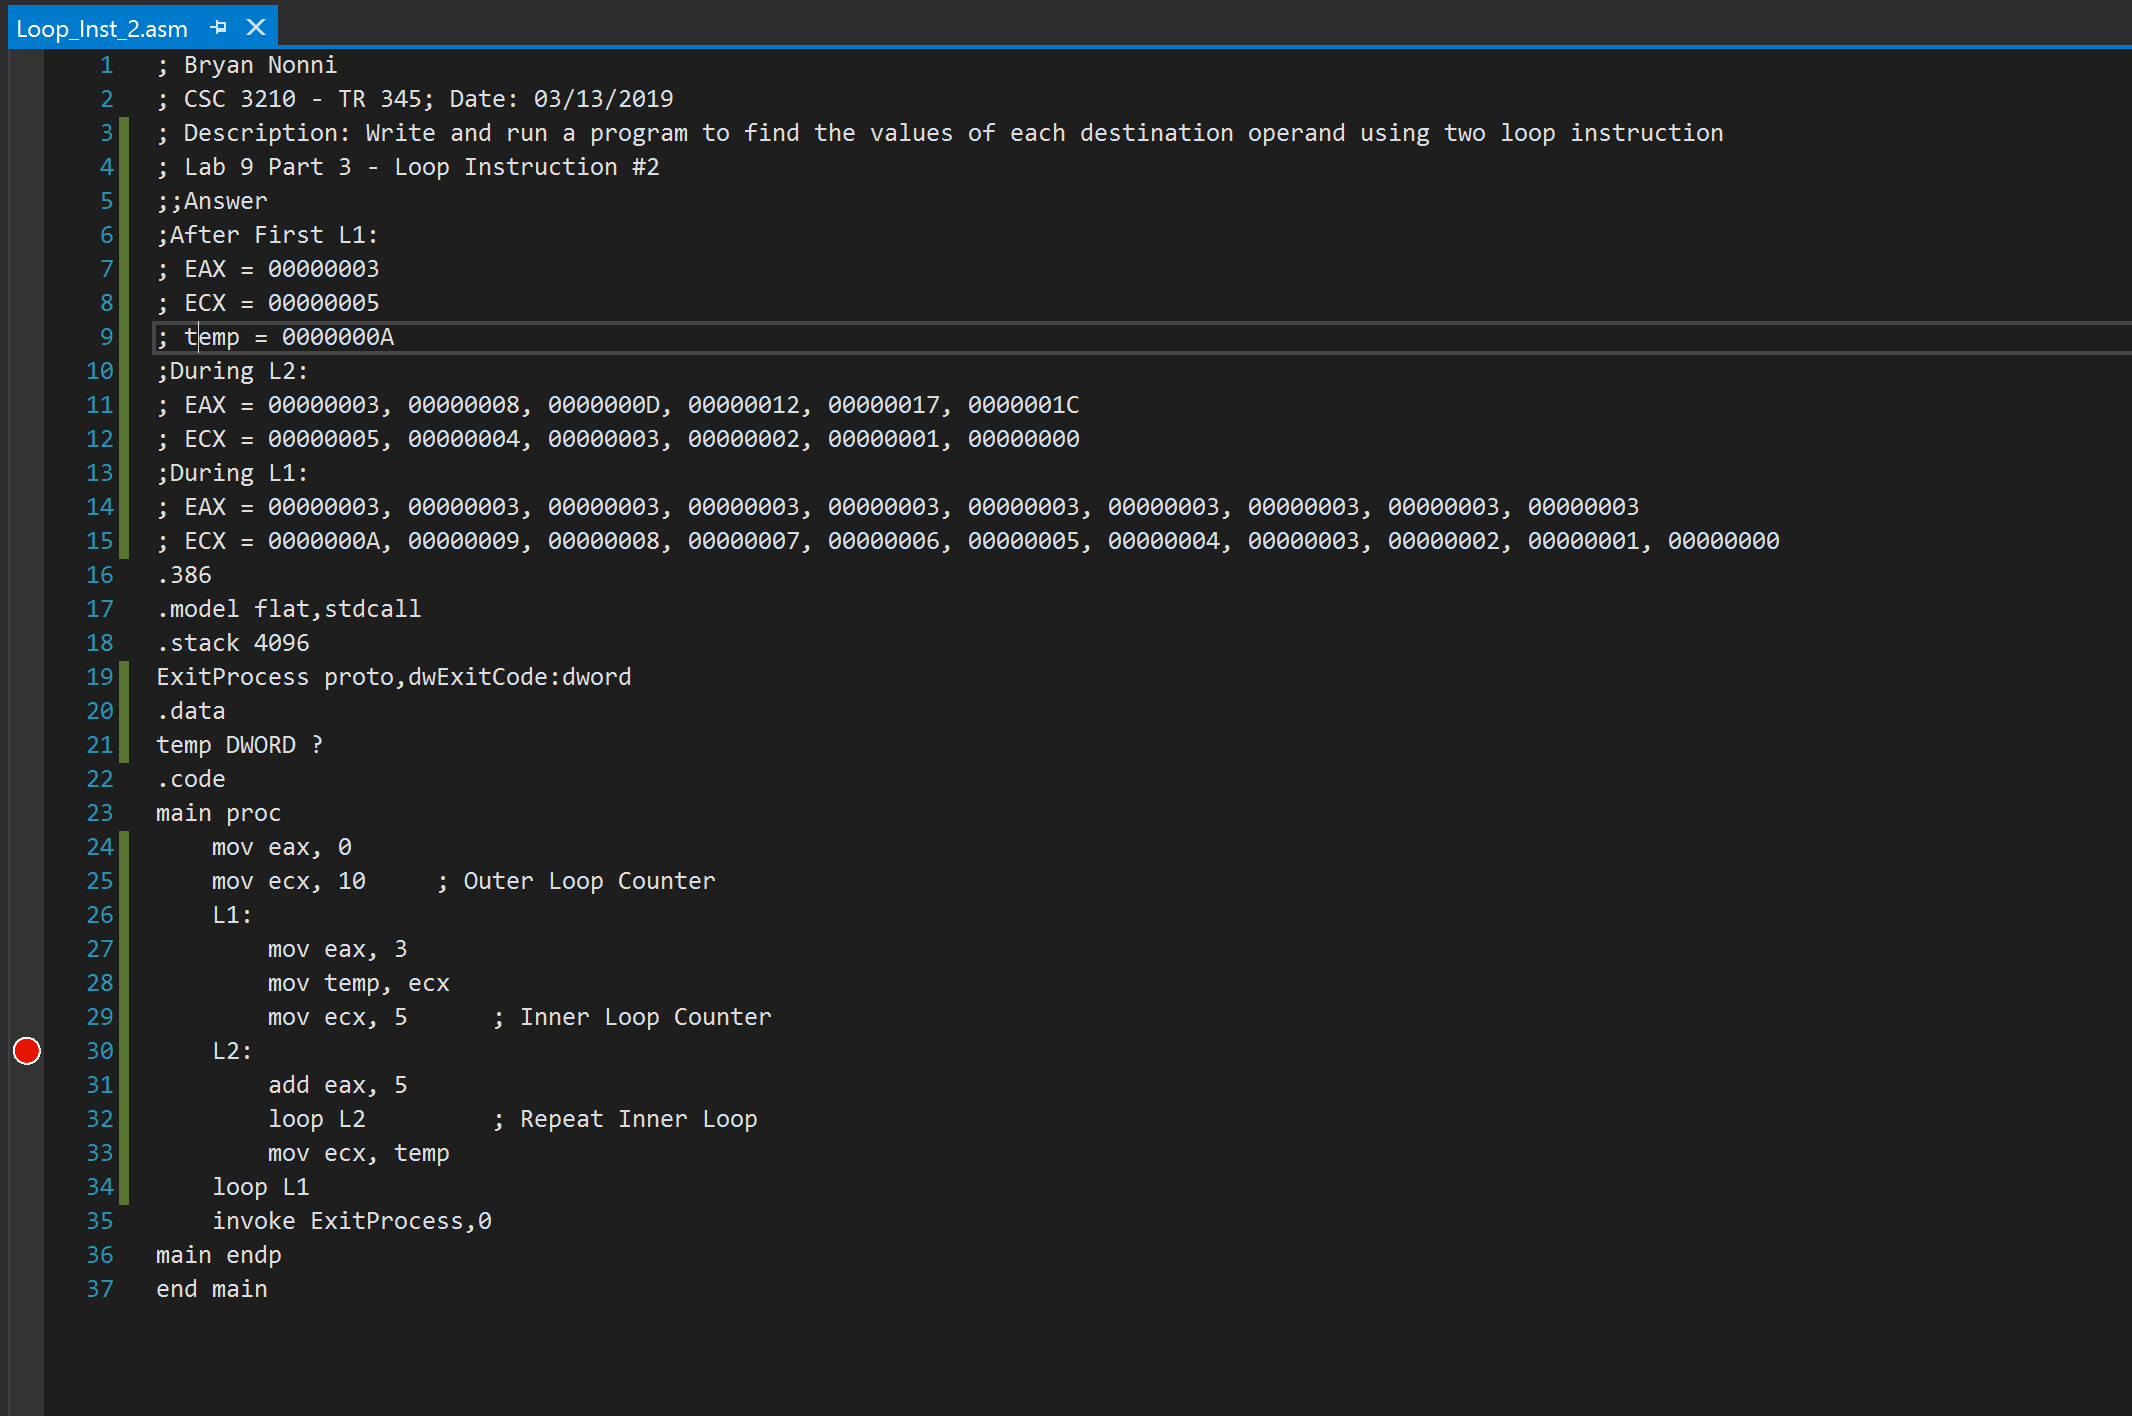 Loop_Inst_2.asm
1 ; Bryan Nonni
2 ; CSC 3210 - TR 345; Date: 03/13/2019
3 ; Description: Write and run a program to find the values of each destination operand using two loop instruction
4 ; Lab 9 Part 3 - Loop Instruction #2
5 ;;Answer
6 ;After First L1:
7 ; EAX = 00000003
8 ; ECX = 00000005
9 ; temp = 0000000A
10 ;During L2:
11 ; EAX = 00000003, 00000008, 0000000D, 00000012, 00000017, 0000001C
12 ; ECX = 00000005, 00000004, 00000003, 00000002, 00000001, 00000000
13 ;During L1:
14 ; EAX = 00000003, 00000003, 00000003, 00000003, 00000003, 00000003, 00000003, 00000003, 00000003, 00000003
15 ; ECX = 0000000A, 00000009, 00000008, 00000007, 00000006, 00000005, 00000004, 00000003, 00000002, 00000001, 00000000
16 .386
17 .model flat,stdcall
18 .stack 4096
19 ExitProcess proto,dwExitCode:dword
20 .data
21 temp DWORD ?
22 .code
23 main proc
24     mov eax, 0
25     mov ecx, 10     ; Outer Loop Counter
26     L1:
27         mov eax, 3
28         mov temp, ecx
29         mov ecx, 5      ; Inner Loop Counter
30     L2:
31         add eax, 5
32         loop L2         ; Repeat Inner Loop
33         mov ecx, temp
34     loop L1
35     invoke ExitProcess,0
36 main endp
37 end main